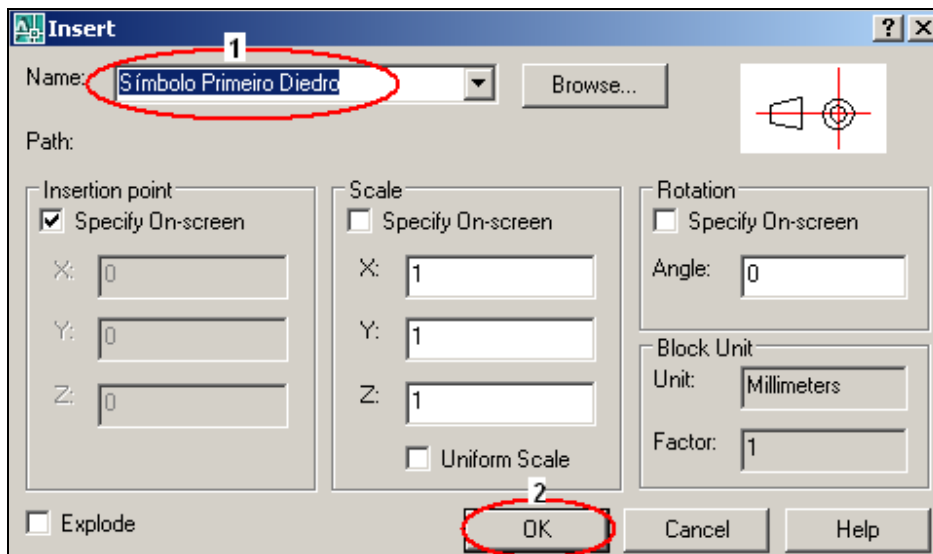 Insert
1
Name: Símbolo Primeiro Diedro Browse...
Path:
Insertion point Scale Rotation
Specify On-screen Specify On-screen Specify On-screen
X: 0 X: 1 Angle: 0
Y: 0 Y: 1
Block Unit
Unit: Millimeters
Z: 0 Z: 1
Factor: 1
Uniform Scale
2
Explode OK Cancel Help